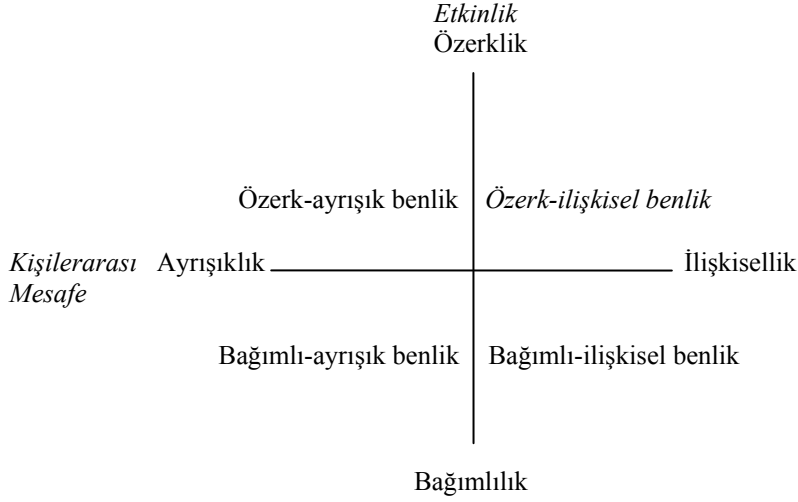 Etkinlik
Özerklik
Özerk-ayrışık benlik Özerk-ilişkisel benlik
Kişilerarası Ayrışıklık İlişkisellik
Mesafe
Bağımlı-ayrışık benlik Bağımlı-ilişkisel benlik
Bağımlılık